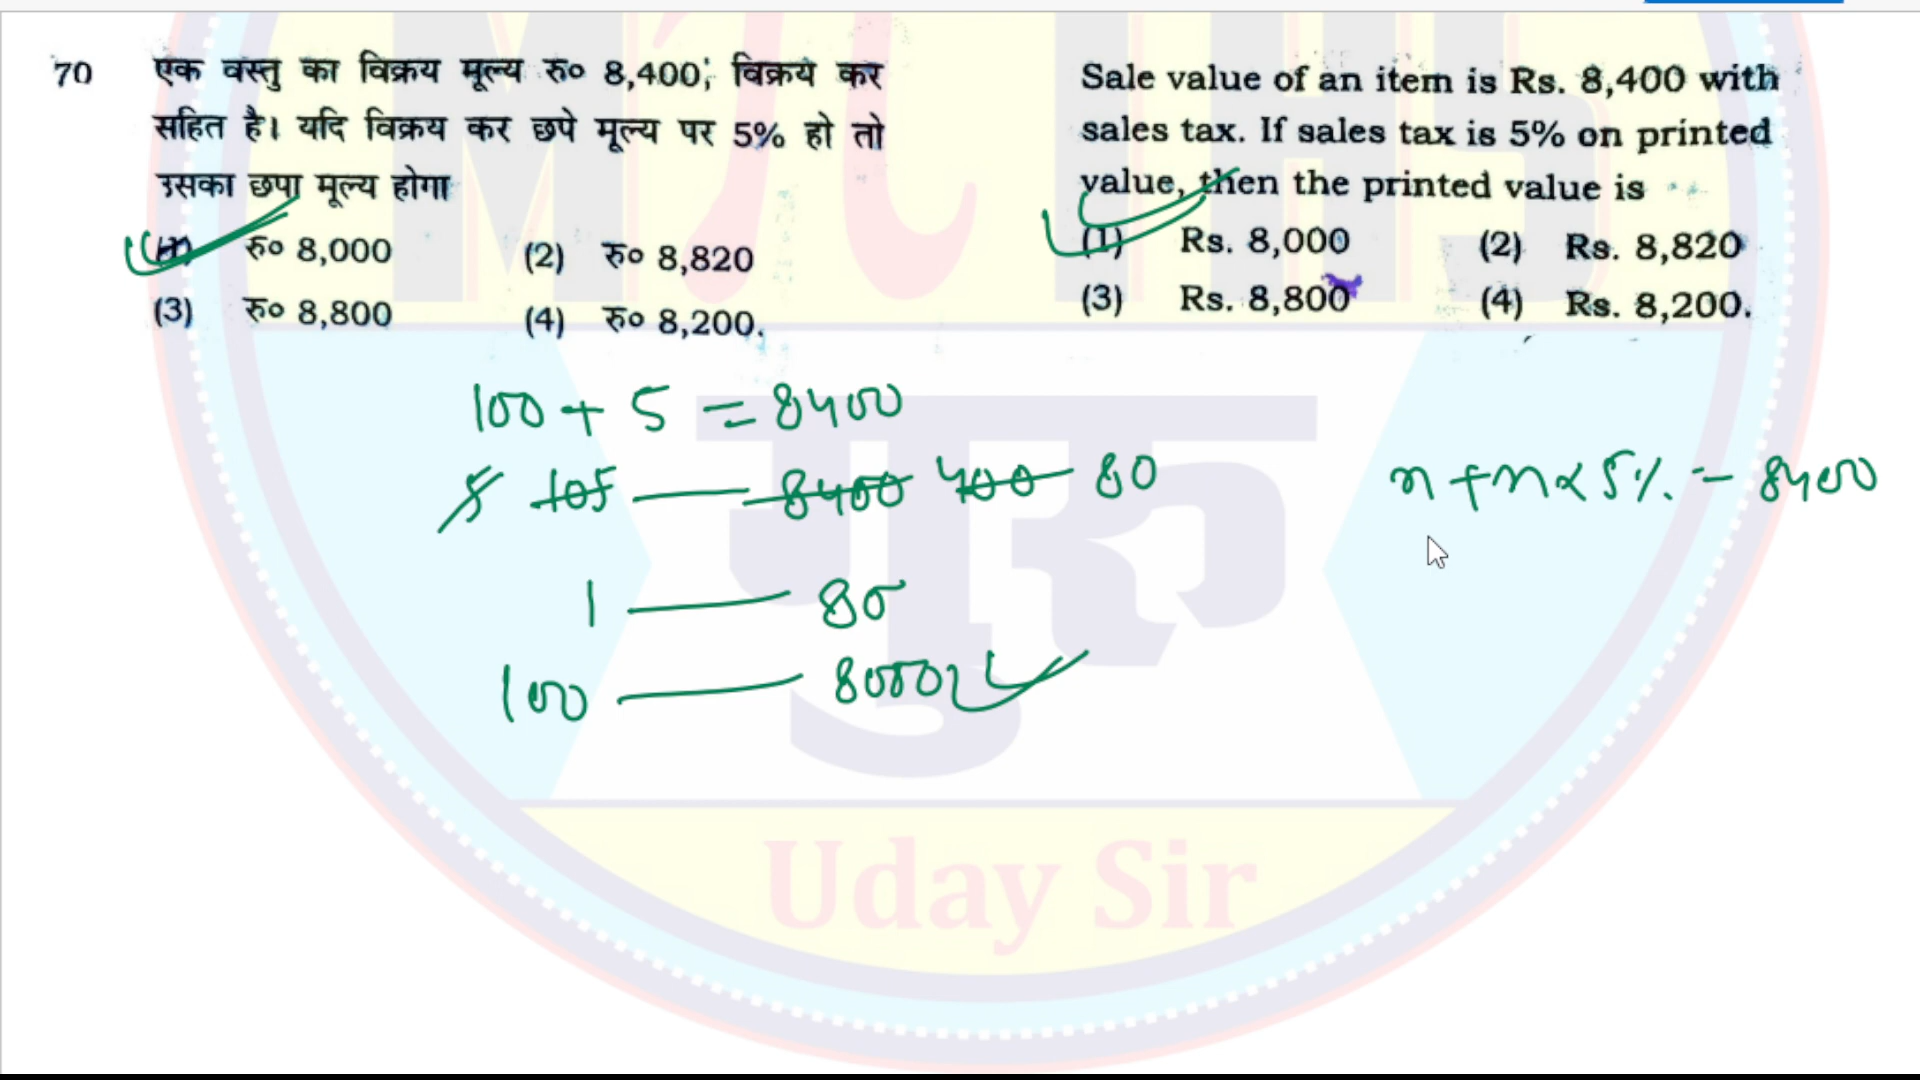 70 एक वस्तु का विक्रय मूल्य रु० 8,400; विक्रय कर
सहित है। यदि विक्रय कर छपे मूल्य पर 5% हो तो
उसका छपा मूल्य होगा
(1) रु० 8,000 (2) रु० 8,820
(3) रु० 8,800 (4) रु० 8,200.
Sale value of an item is Rs. 8,400 with
sales tax. If sales tax is 5% on printed
value, then the printed value is
(1) Rs. 8,000 (2) Rs. 8,820
(3) Rs. 8,800 (4) Rs. 8,200.
100 + 5 = 8400
5 105 — 8400 400 80
1 — 80
100 — 8000
x + x × 5% = 8400
गुरु
Uday Sir